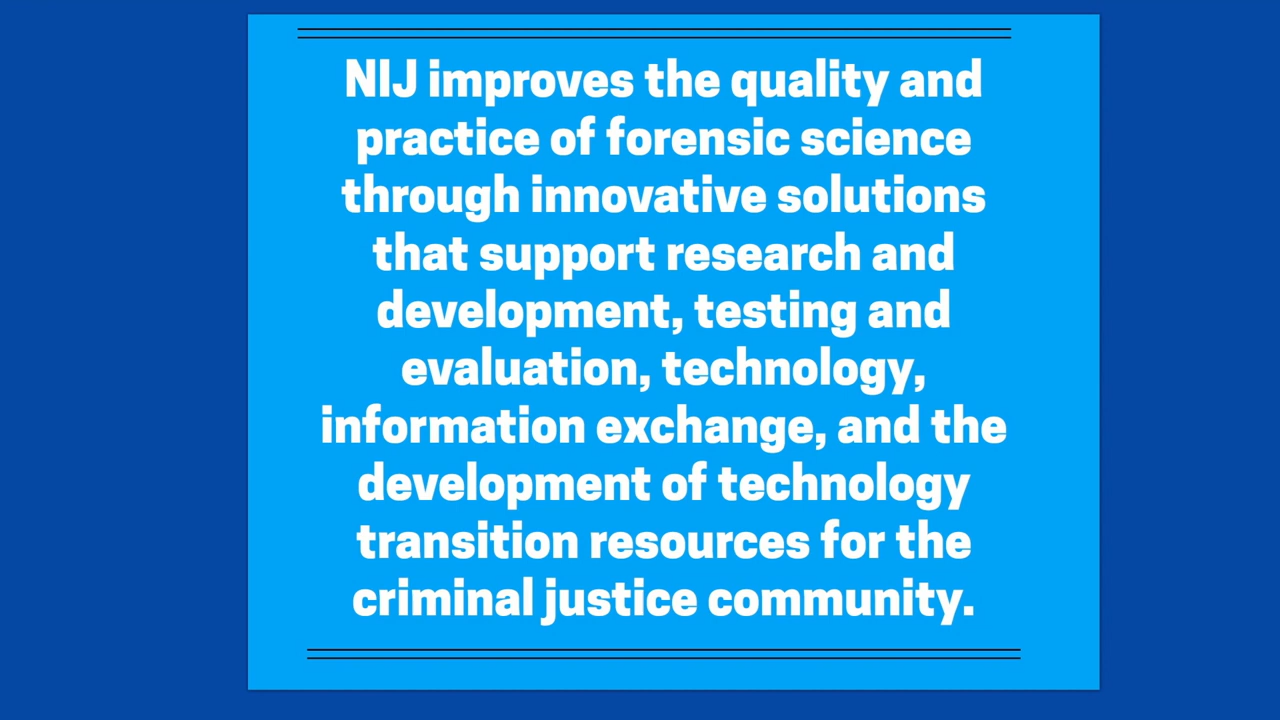 NIJ improves the quality and
practice of forensic science
through innovative solutions
that support research and
development, testing and
evaluation, technology,
information exchange, and the
development of technology
transition resources for the
criminal justice community.